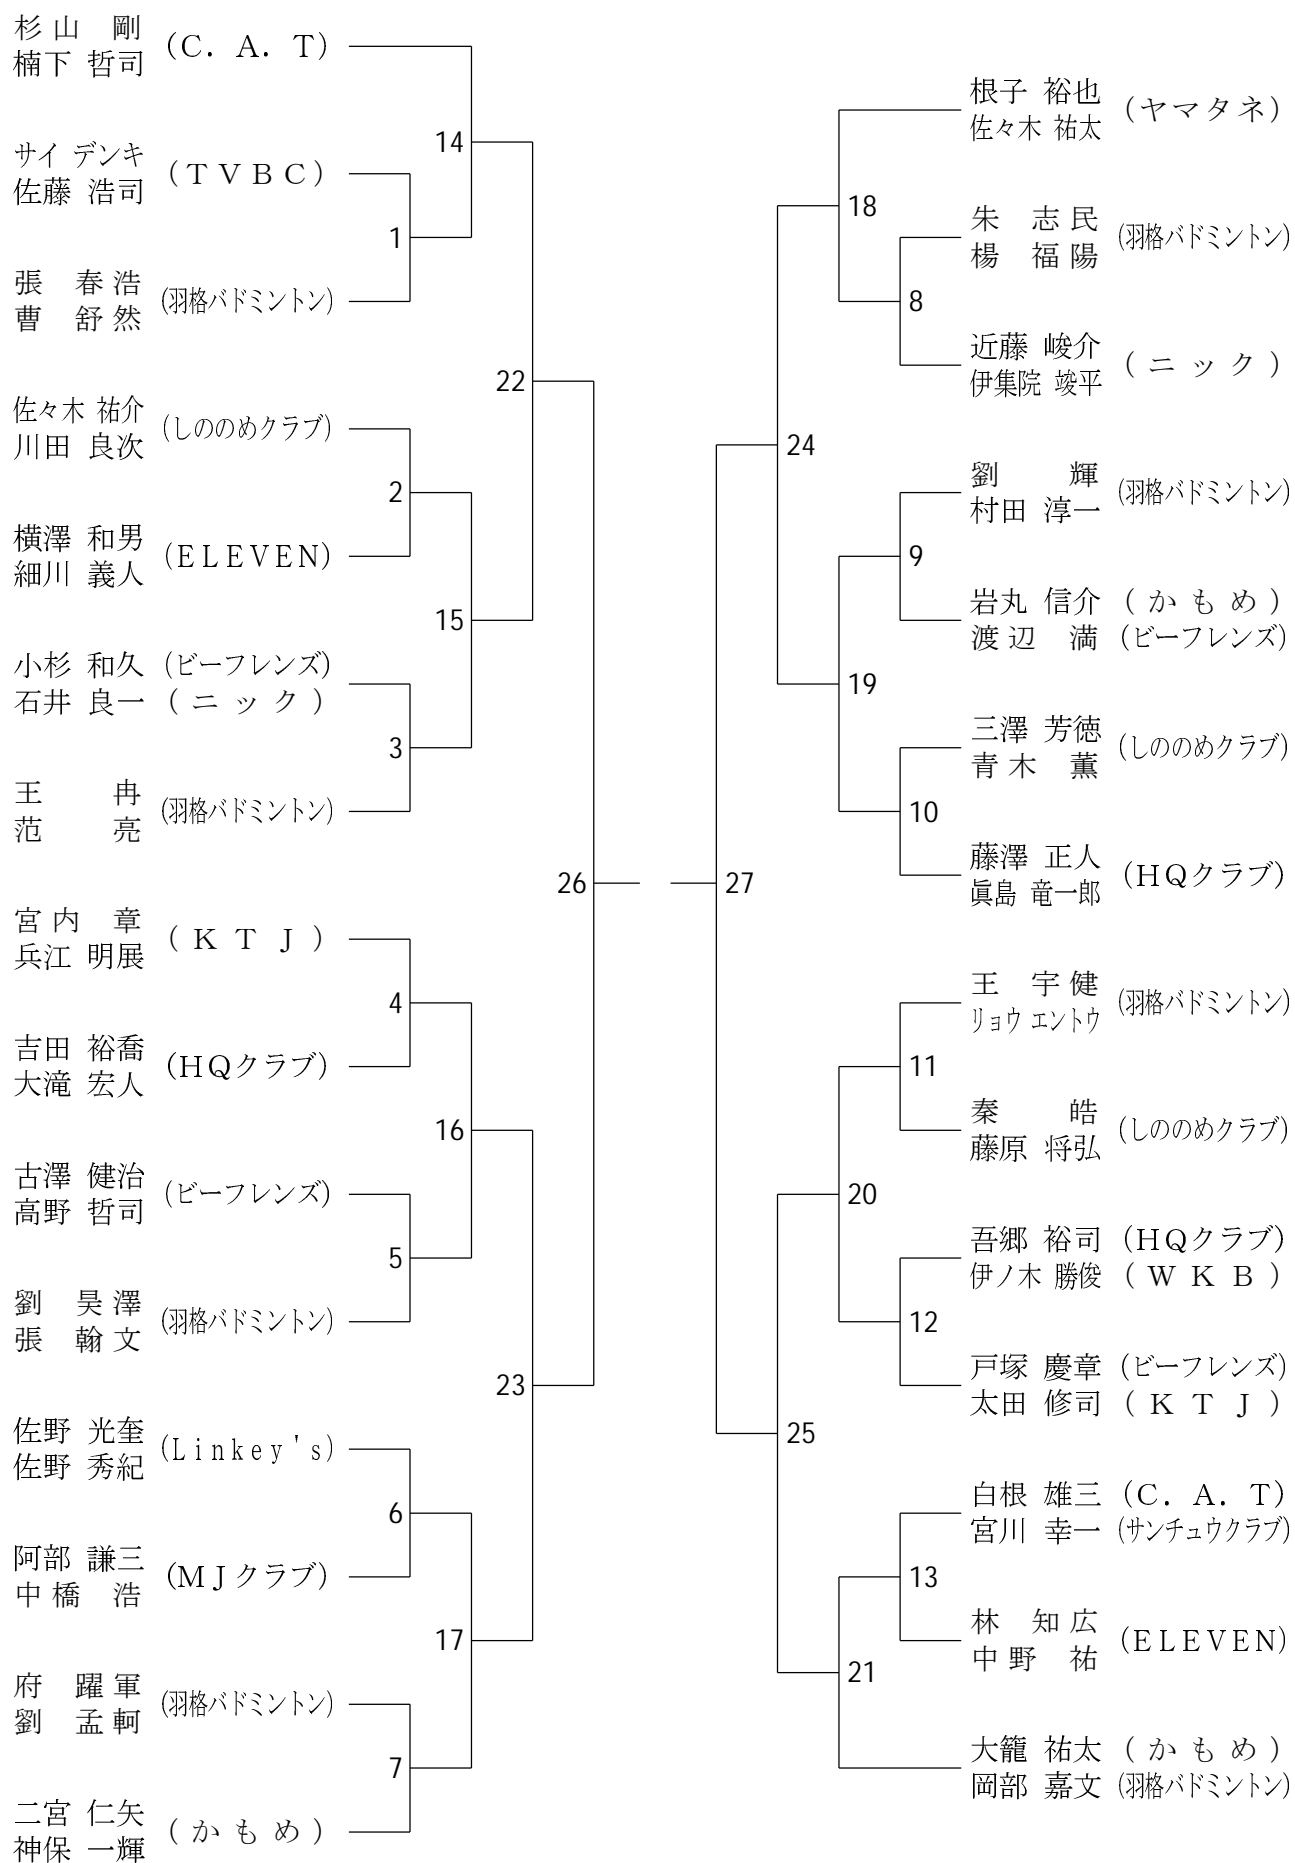 杉山 剛 (C．A．T)
楠下 哲司
14
サイ デンキ (ＴＶＢＣ)
佐藤 浩司
1
張 春浩 (羽格バドミントン)
曹 舒然
22
佐々木 祐介 (しののめクラブ)
川田 良次
2
横澤 和男 (ELEVEN)
細川 義人
15
小杉 和久 (ビーフレンズ)
石井 良一 (ニック)
3
王 冉 (羽格バドミントン)
范 亮
26
宮内 章 (ＫＴＪ)
兵江 明展
4
吉田 裕喬 (HQクラブ)
大滝 宏人
16
古澤 健治 (ビーフレンズ)
高野 哲司
5
劉 昊澤 (羽格バドミントン)
張 翰文
23
佐野 光奎 (Linkey's)
佐野 秀紀
6
阿部 謙三 (MJクラブ)
中橋 浩
17
府 躍軍 (羽格バドミントン)
劉 孟軻
7
二宮 仁矢 (かもめ)
神保 一輝
根子 裕也 (ヤマタネ)
佐々木 祐太
18
朱 志民 (羽格バドミントン)
楊 福陽
8
近藤 峻介 (ニック)
伊集院 竣平
24
劉 輝 (羽格バドミントン)
村田 淳一
9
岩丸 信介 (かもめ)
渡辺 満 (ビーフレンズ)
19
三澤 芳徳 (しののめクラブ)
青木 薫
10
藤澤 正人 (HQクラブ)
眞島 竜一郎
27
王 宇健 (羽格バドミントン)
リョウ エントウ
11
秦 皓 (しののめクラブ)
藤原 将弘
20
吾郷 裕司 (HQクラブ)
伊ノ木 勝俊 (ＷＫＢ)
12
戸塚 慶章 (ビーフレンズ)
太田 修司 (ＫＴＪ)
25
白根 雄三 (C．A．T)
宮川 幸一 (サンチュウクラブ)
13
林 知広 (ELEVEN)
中野 祐
21
大籠 祐太 (かもめ)
岡部 嘉文 (羽格バドミントン)